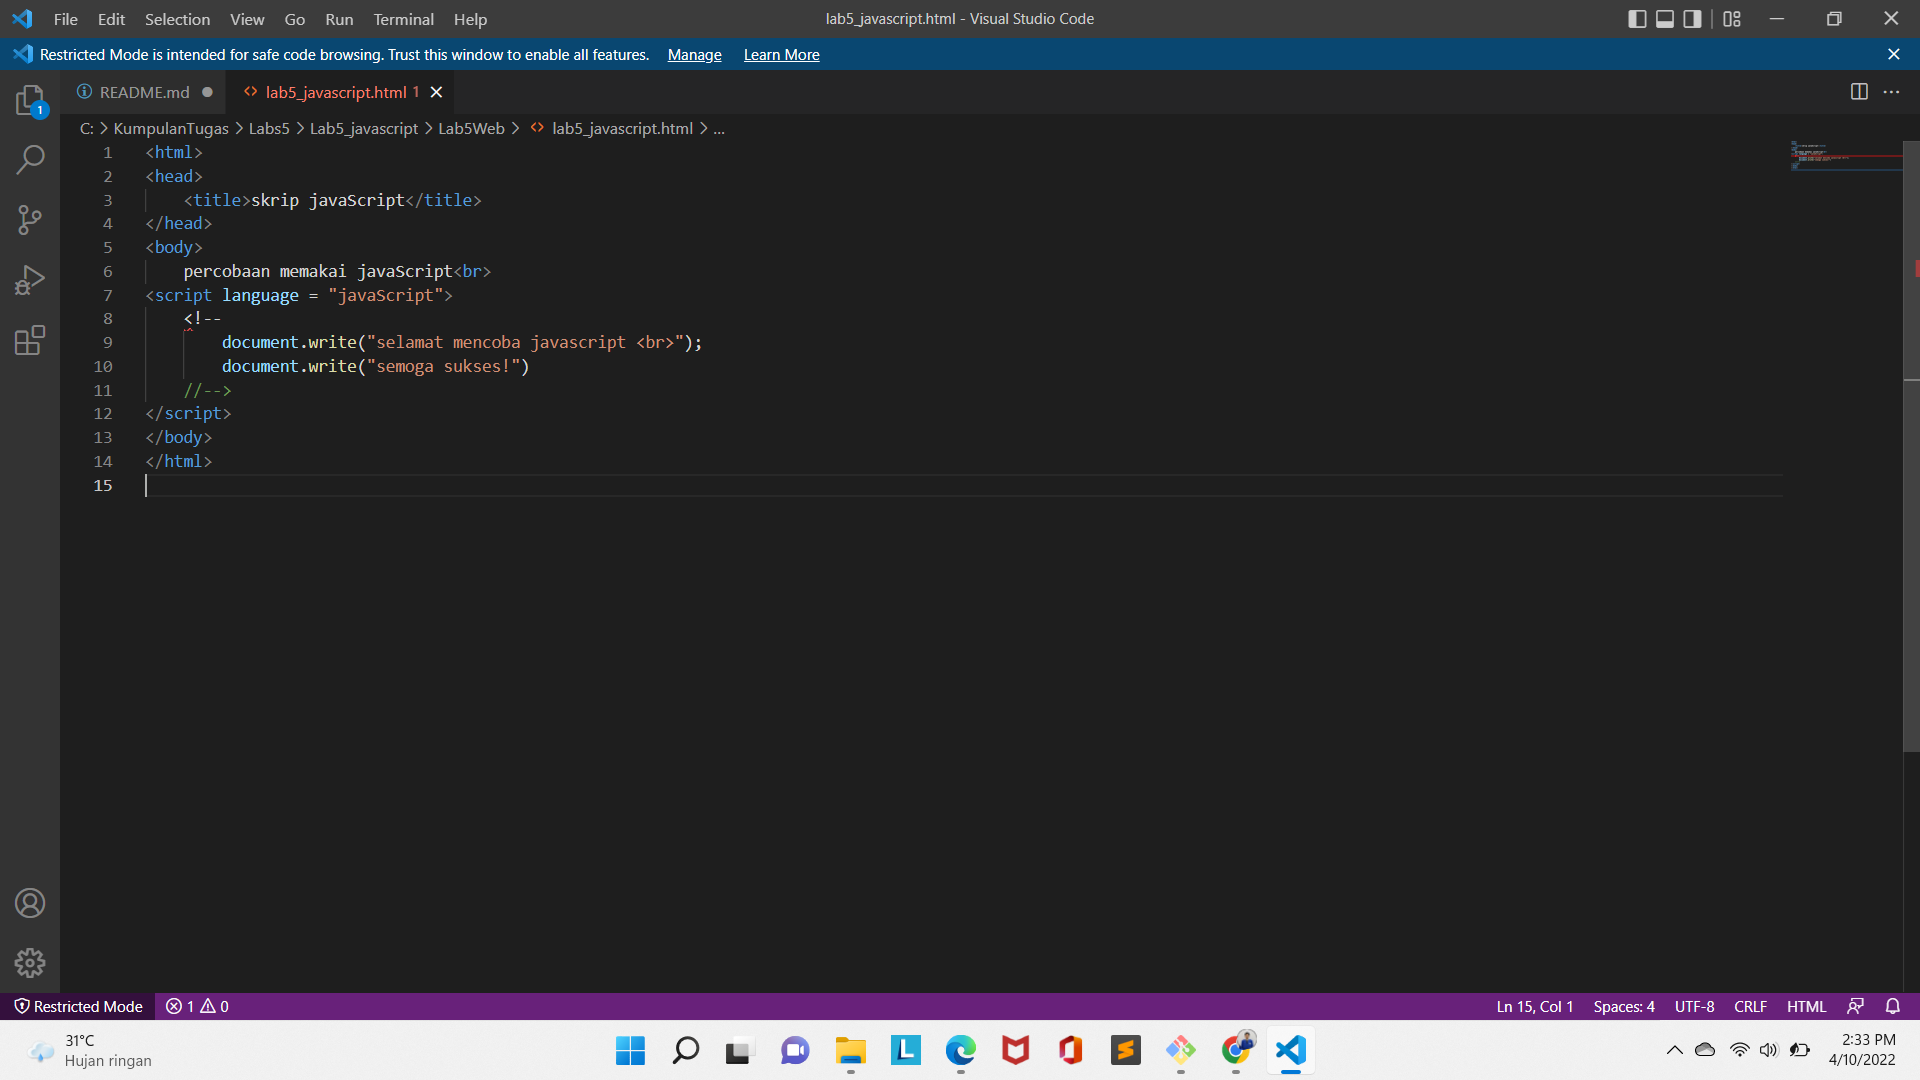 File Edit Selection View Go Run Terminal Help lab5_javascript.html - Visual Studio Code
Restricted Mode is intended for safe code browsing. Trust this window to enable all features. Manage Learn More
README.md lab5_javascript.html 1
1
C: > KumpulanTugas > Labs5 > Lab5_javascript > Lab5Web > lab5_javascript.html > ...
1 <html>
2 <head>
3 <title>skrip javaScript</title>
4 </head>
5 <body>
6 percobaan memakai javaScript<br>
7 <script language = "javaScript">
8 <!--
9 document.write("selamat mencoba javascript <br>");
10 document.write("semoga sukses!")
11 //-->
12 </script>
13 </body>
14 </html>
15
Restricted Mode 1 0 Ln 15, Col 1 Spaces: 4 UTF-8 CRLF HTML
31°C
Hujan ringan
2:33 PM
4/10/2022